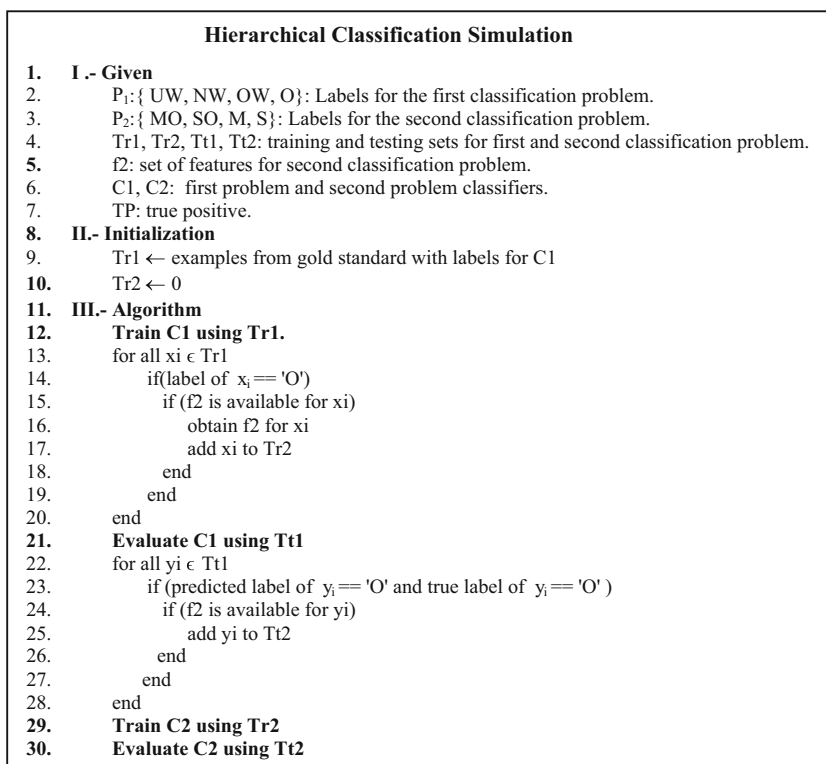 Hierarchical Classification Simulation
1. I .- Given
2. P₁:{ UW, NW, OW, O}: Labels for the first classification problem.
3. P₂:{ MO, SO, M, S}: Labels for the second classification problem.
4. Tr1, Tr2, Tt1, Tt2: training and testing sets for first and second classification problem.
5. f2: set of features for second classification problem.
6. C1, C2: first problem and second problem classifiers.
7. TP: true positive.
8. II.- Initialization
9. Tr1 ← examples from gold standard with labels for C1
10. Tr2 ← 0
11. III.- Algorithm
12. Train C1 using Tr1.
13. for all xi ϵ Tr1
14. if(label of xᵢ == 'O')
15. if (f2 is available for xi)
16. obtain f2 for xi
17. add xi to Tr2
18. end
19. end
20. end
21. Evaluate C1 using Tt1
22. for all yi ϵ Tt1
23. if (predicted label of yᵢ == 'O' and true label of yᵢ == 'O' )
24. if (f2 is available for yi)
25. add yi to Tt2
26. end
27. end
28. end
29. Train C2 using Tr2
30. Evaluate C2 using Tt2